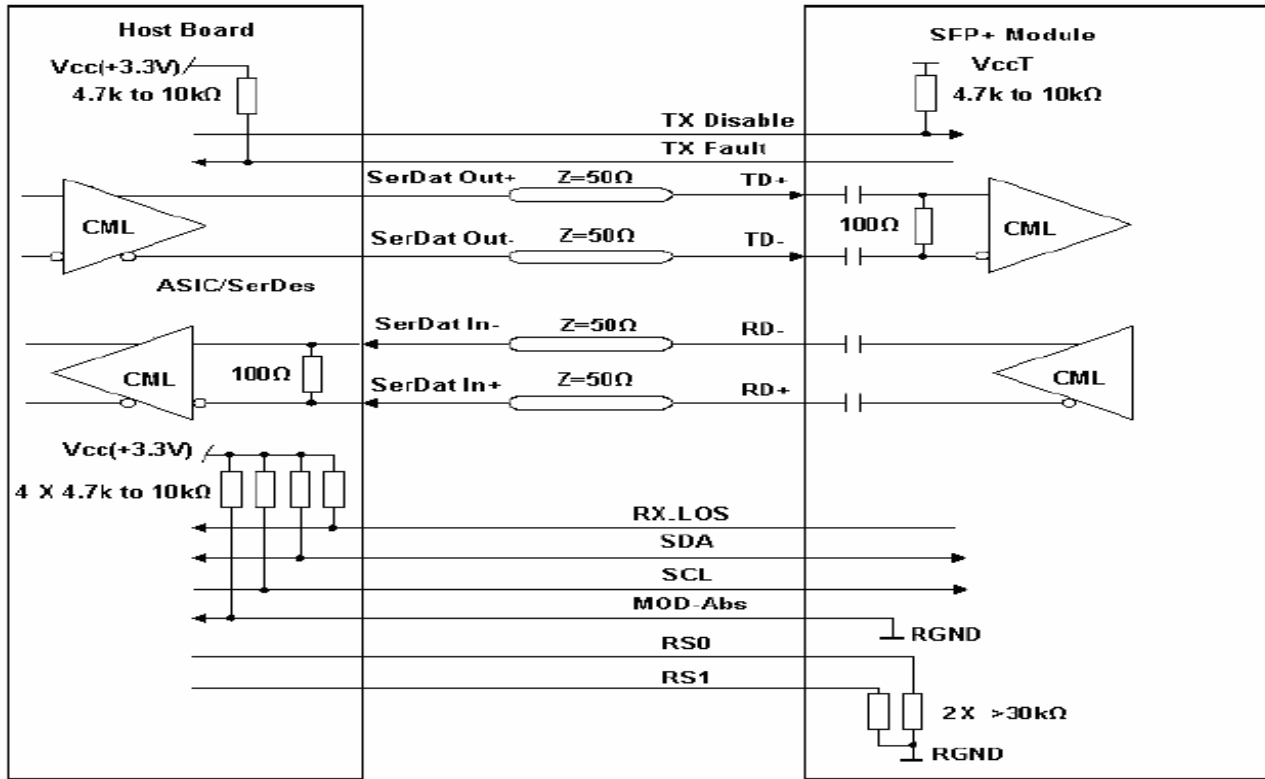 Host Board
SFP+ Module
Vcc(+3.3V)
4.7k to 10kΩ
VccT
4.7k to 10kΩ
TX Disable
TX Fault
SerDat Out+
Z=50Ω
TD+
CML
100Ω
CML
SerDat Out-
Z=50Ω
TD-
ASIC/SerDes
SerDat In-
Z=50Ω
RD-
CML
100Ω
CML
SerDat In+
Z=50Ω
RD+
Vcc(+3.3V)
4 X 4.7k to 10kΩ
RX_LOS
SDA
SCL
MOD-Abs
RGND
RS0
RS1
2X >30kΩ
RGND